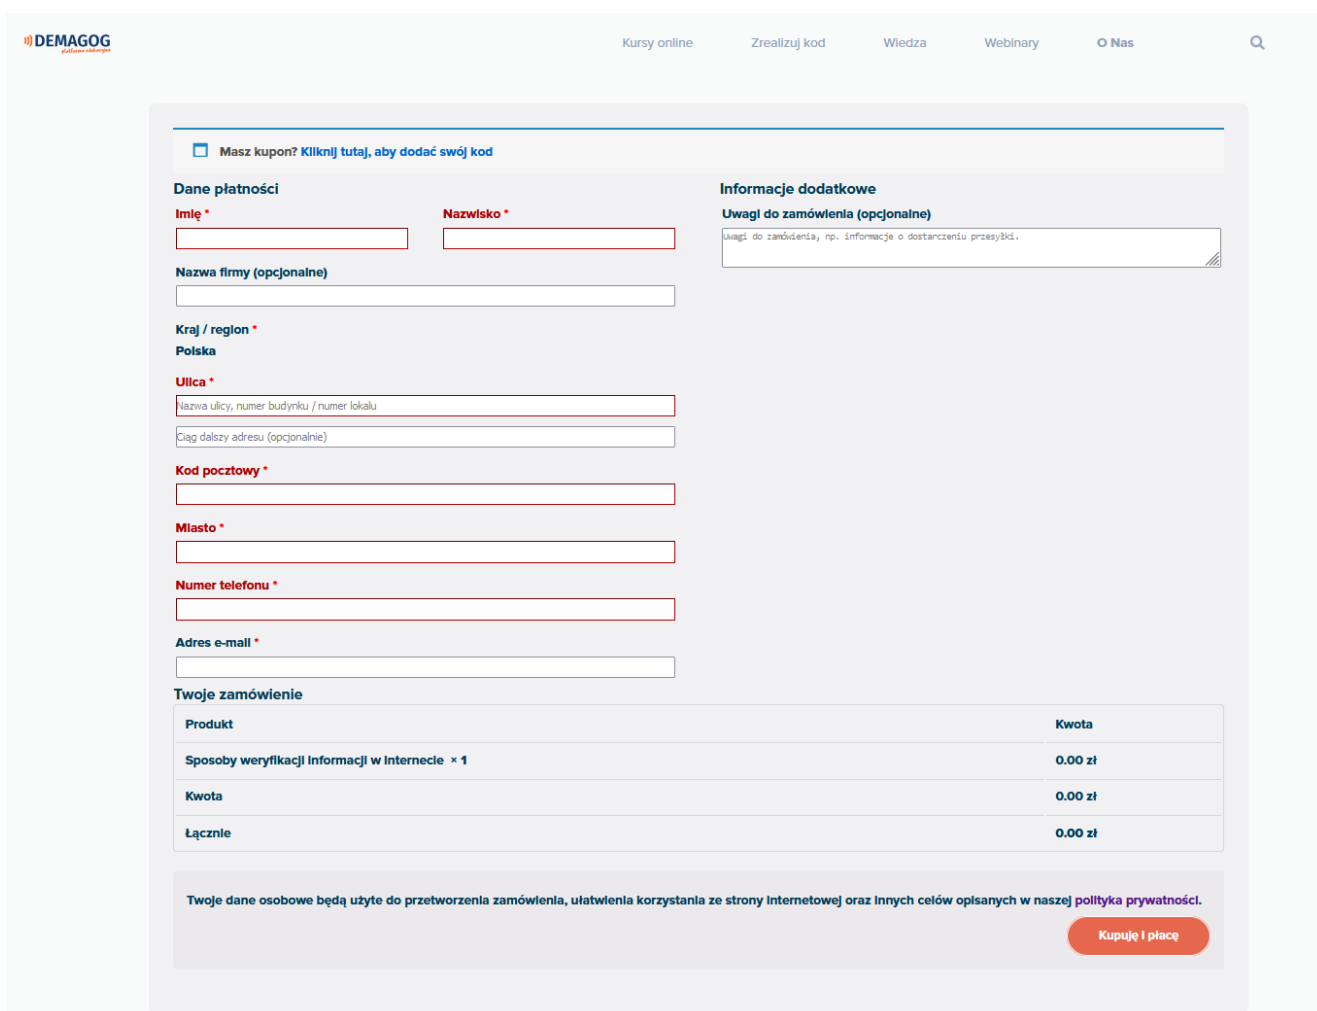 DEMAGOG
platforma edukacyjna
Kursy online
Zrealizuj kod
Wiedza
Webinary
O Nas
Masz kupon? Kliknij tutaj, aby dodać swój kod
Dane płatności
Informacje dodatkowe
Imię *
Nazwisko *
Uwagi do zamówienia (opcjonalne)
Uwagi do zamówienia, np. informacje o dostarczeniu przesyłki.
Nazwa firmy (opcjonalne)
Kraj / region *
Polska
Ulica *
Nazwa ulicy, numer budynku / numer lokalu
Ciąg dalszy adresu (opcjonalnie)
Kod pocztowy *
Miasto *
Numer telefonu *
Adres e-mail *
Twoje zamówienie
Produkt Kwota
Sposoby weryfikacji informacji w internecie × 1 0.00 zł
Kwota 0.00 zł
Łącznie 0.00 zł
Twoje dane osobowe będą użyte do przetworzenia zamówienia, ułatwienia korzystania ze strony internetowej oraz innych celów opisanych w naszej polityka prywatności.
Kupuję i płacę